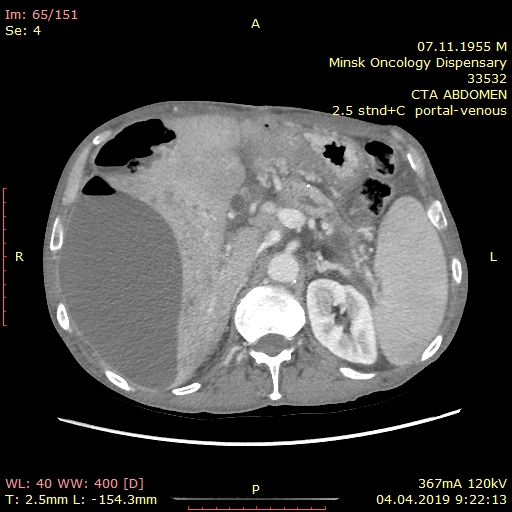 Im: 65/151
Se: 4
A
07.11.1955 M
Minsk Oncology Dispensary
33532
CTA ABDOMEN
2.5 stnd+C portal-venous
R
L
WL: 40 WW: 400 [D]
T: 2.5mm L: -154.3mm
P
367mA 120kV
04.04.2019 9:22:13